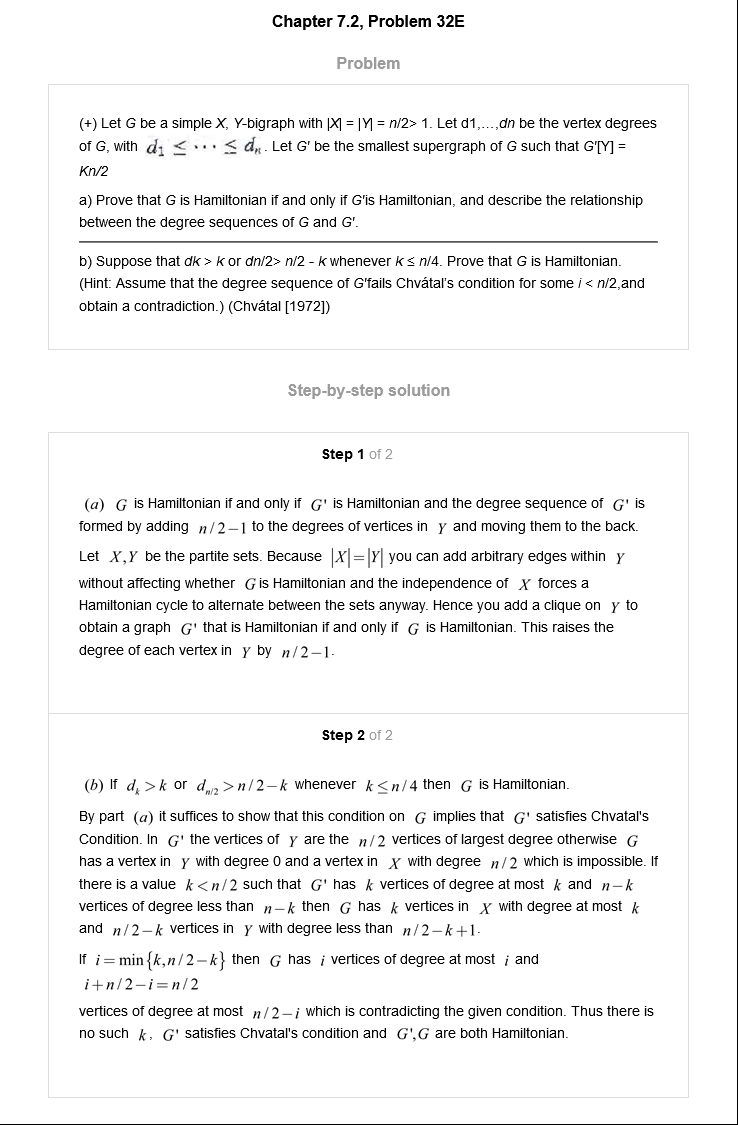 Chapter 7.2, Problem 32E
Problem
(+) Let G be a simple X, Y-bigraph with |X| = |Y| = n/2> 1. Let d1,…,dn be the vertex degrees
of G, with d₁ ≤ ⋯ ≤ dₙ . Let G' be the smallest supergraph of G such that G'[Y] =
Kn/2
a) Prove that G is Hamiltonian if and only if G'is Hamiltonian, and describe the relationship
between the degree sequences of G and G'.
b) Suppose that dk > k or dn/2> n/2 - k whenever k ≤ n/4. Prove that G is Hamiltonian.
(Hint: Assume that the degree sequence of G'fails Chvátal's condition for some i < n/2,and
obtain a contradiction.) (Chvátal [1972])
Step-by-step solution
Step 1 of 2
(a) G is Hamiltonian if and only if G' is Hamiltonian and the degree sequence of G' is
formed by adding n/2−1 to the degrees of vertices in Y and moving them to the back.
Let X,Y be the partite sets. Because |X|=|Y| you can add arbitrary edges within Y
without affecting whether G is Hamiltonian and the independence of X forces a
Hamiltonian cycle to alternate between the sets anyway. Hence you add a clique on Y to
obtain a graph G' that is Hamiltonian if and only if G is Hamiltonian. This raises the
degree of each vertex in Y by n/2−1.
Step 2 of 2
(b) If d_k >k or d_{n/2} >n/2−k whenever k≤n/4 then G is Hamiltonian.
By part (a) it suffices to show that this condition on G implies that G' satisfies Chvatal's
Condition. In G' the vertices of Y are the n/2 vertices of largest degree otherwise G
has a vertex in Y with degree 0 and a vertex in X with degree n/2 which is impossible. If
there is a value k<n/2 such that G' has k vertices of degree at most k and n−k
vertices of degree less than n−k then G has k vertices in X with degree at most k
and n/2−k vertices in Y with degree less than n/2−k+1.
If i=min{k,n/2−k} then G has i vertices of degree at most i and
i+n/2−i=n/2
vertices of degree at most n/2−i which is contradicting the given condition. Thus there is
no such k, G' satisfies Chvatal's condition and G',G are both Hamiltonian.